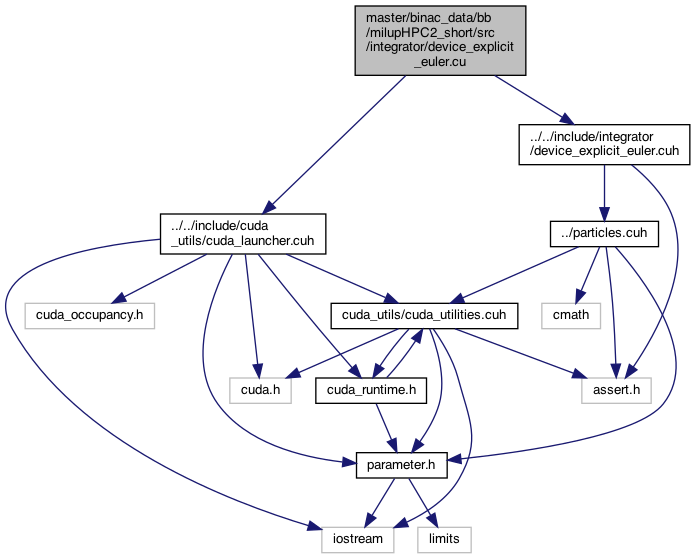 master/binac_data/bb
/milupHPC2_short/src
/integrator/device_explicit
_euler.cu
../../include/integrator
/device_explicit_euler.cuh
../../include/cuda
_utils/cuda_launcher.cuh
../particles.cuh
cuda_occupancy.h
cuda_utils/cuda_utilities.cuh
cmath
cuda.h
cuda_runtime.h
assert.h
parameter.h
iostream
limits